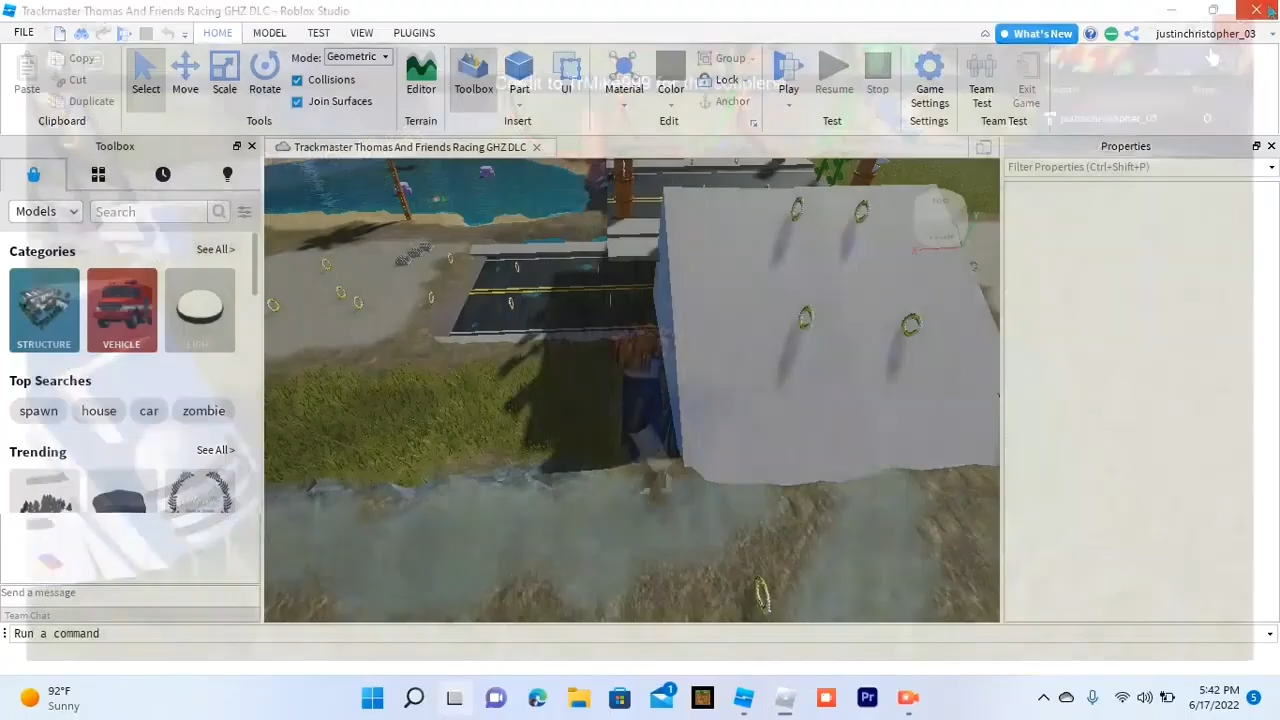 Trackmaster Thomas And Friends Racing GHZ DLC - Roblox Studio
FILE HOME MODEL TEST VIEW PLUGINS What's New justinchristopher_03
Paste Copy Cut Duplicate Clipboard
Select Move Scale Rotate Mode: Geometric Collisions Join Surfaces Tools
Editor Terrain
Toolbox Part UI Insert
Material Color Group Lock Anchor Edit
Play Resume Stop Test
Game Settings Settings
Team Test Exit Game Team Test
justinchristopher_03
Toolbox
Trackmaster Thomas And Friends Racing GHZ DLC
Properties
Filter Properties (Ctrl+Shift+P)
Models Search
Categories See All >
STRUCTURE VEHICLE LIGHT
Top Searches
spawn house car zombie
Trending See All >
Send a message
Team Chat
Run a command
92°F
Sunny
1
5:42 PM
6/17/2022
5